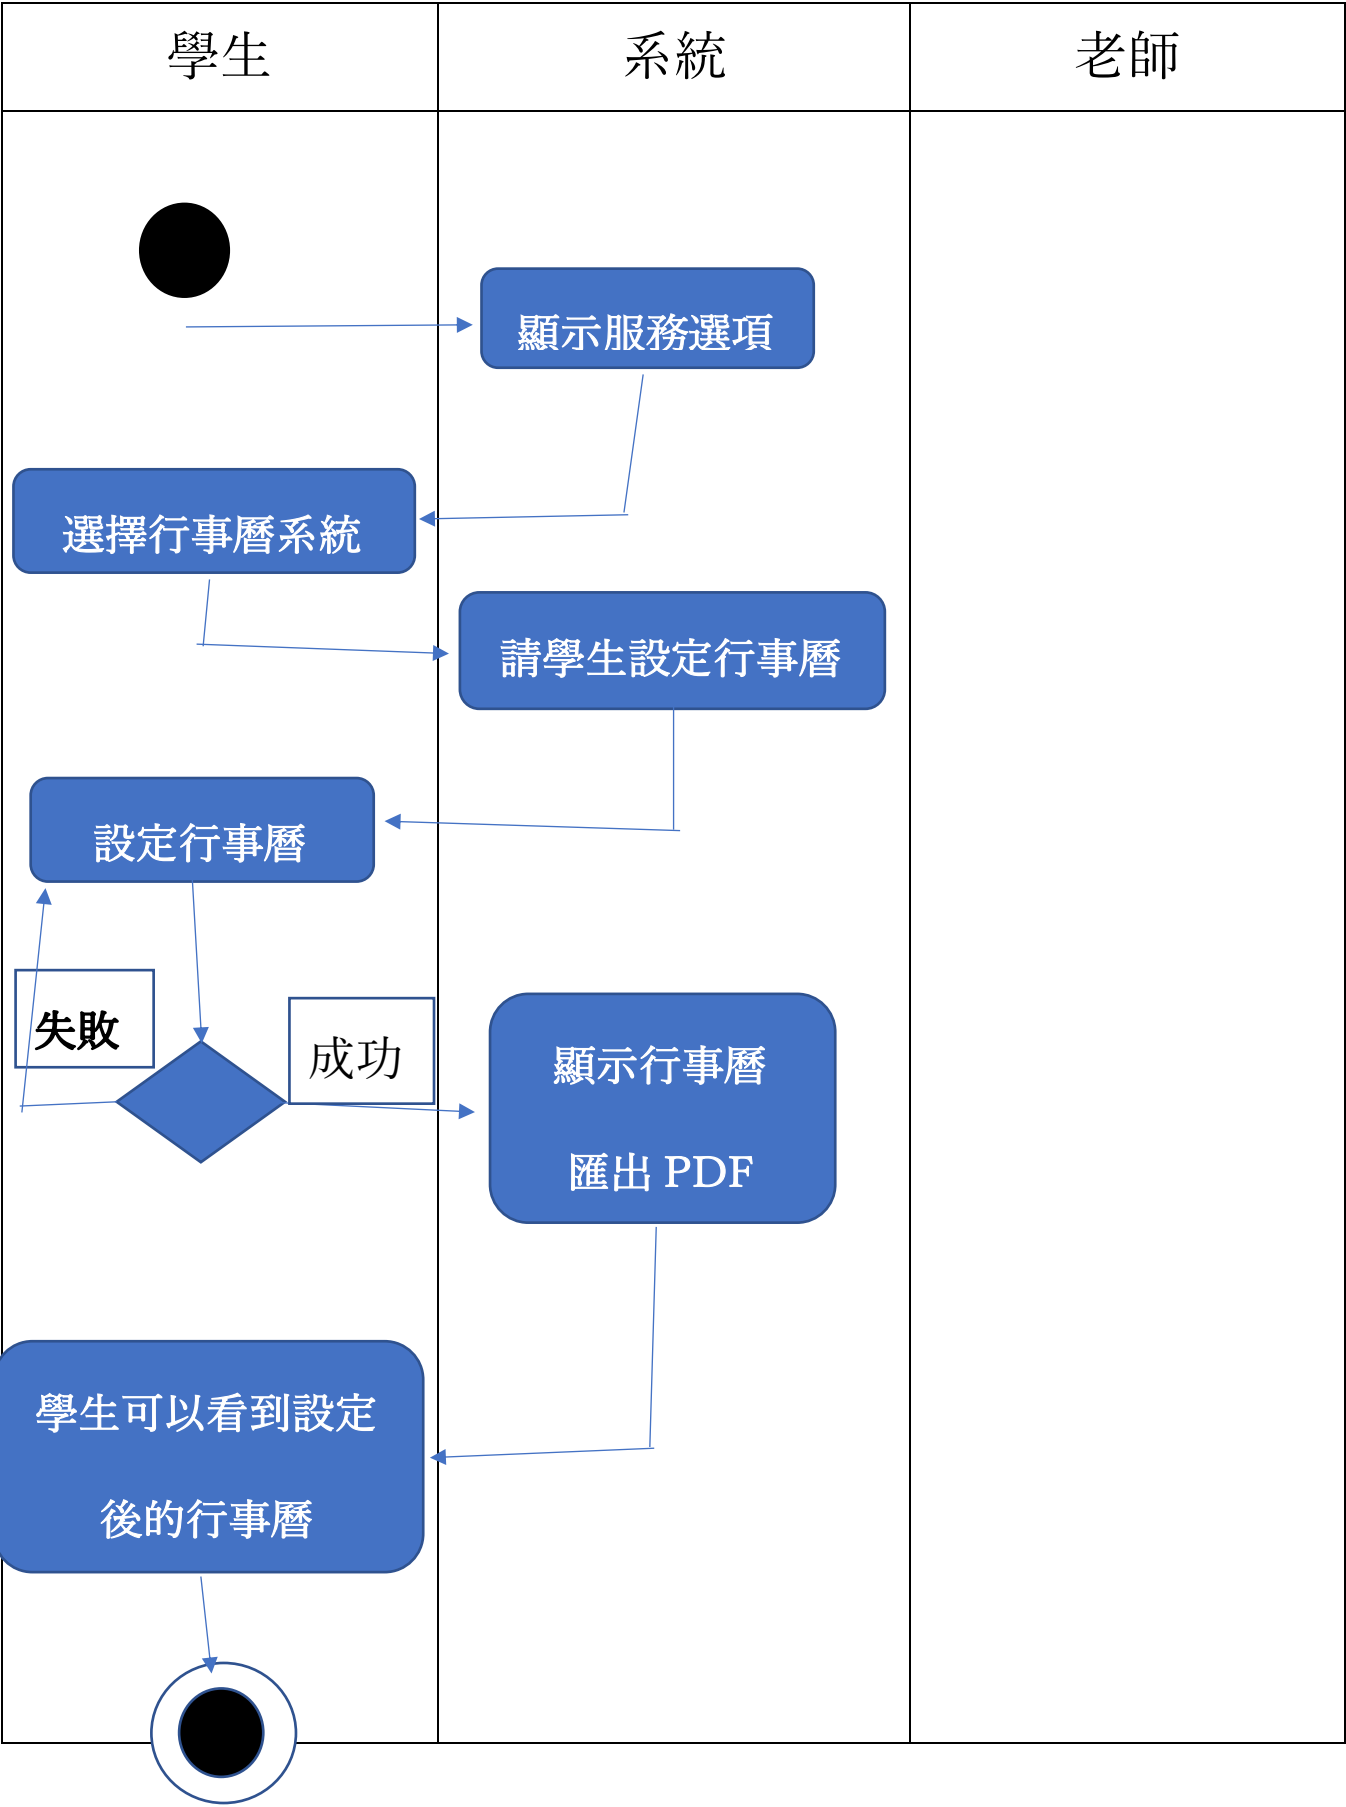 學生
系統
老師
顯示服務選項
選擇行事曆系統
請學生設定行事曆
設定行事曆
失敗
成功
顯示行事曆
匯出 PDF
學生可以看到設定
後的行事曆